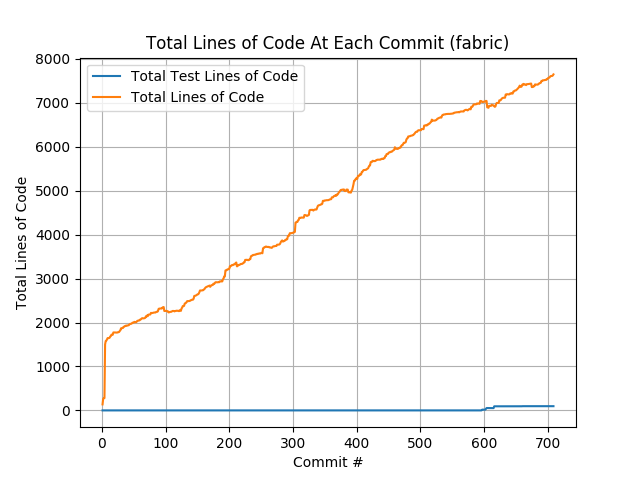 Total Lines of Code At Each Commit (fabric)
Total Test Lines of Code
Total Lines of Code
Total Lines of Code
8000
7000
6000
5000
4000
3000
2000
1000
0
0 100 200 300 400 500 600 700
Commit #